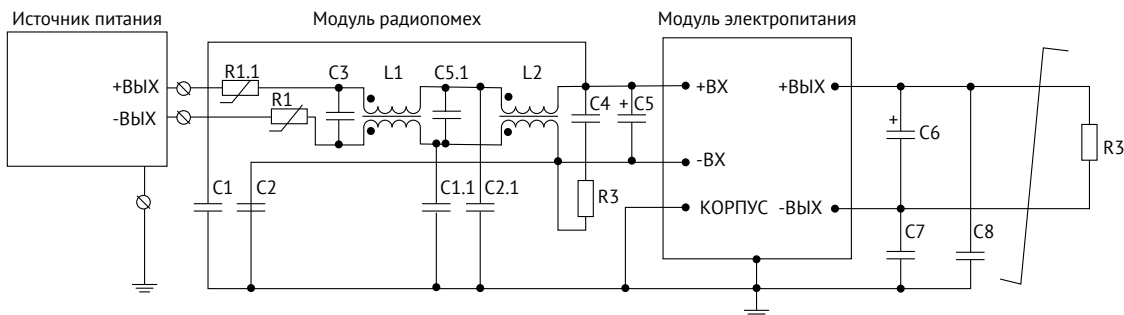 Источник питания
Модуль радиопомех
Модуль электропитания
+ВЫХ
-ВЫХ
R1.1
R1
C3
L1
C5.1
L2
C4
+ C5
+ВХ
-ВХ
КОРПУС
+ВЫХ
-ВЫХ
+
C6
R3
C1
C2
C1.1
C2.1
R3
C7
C8